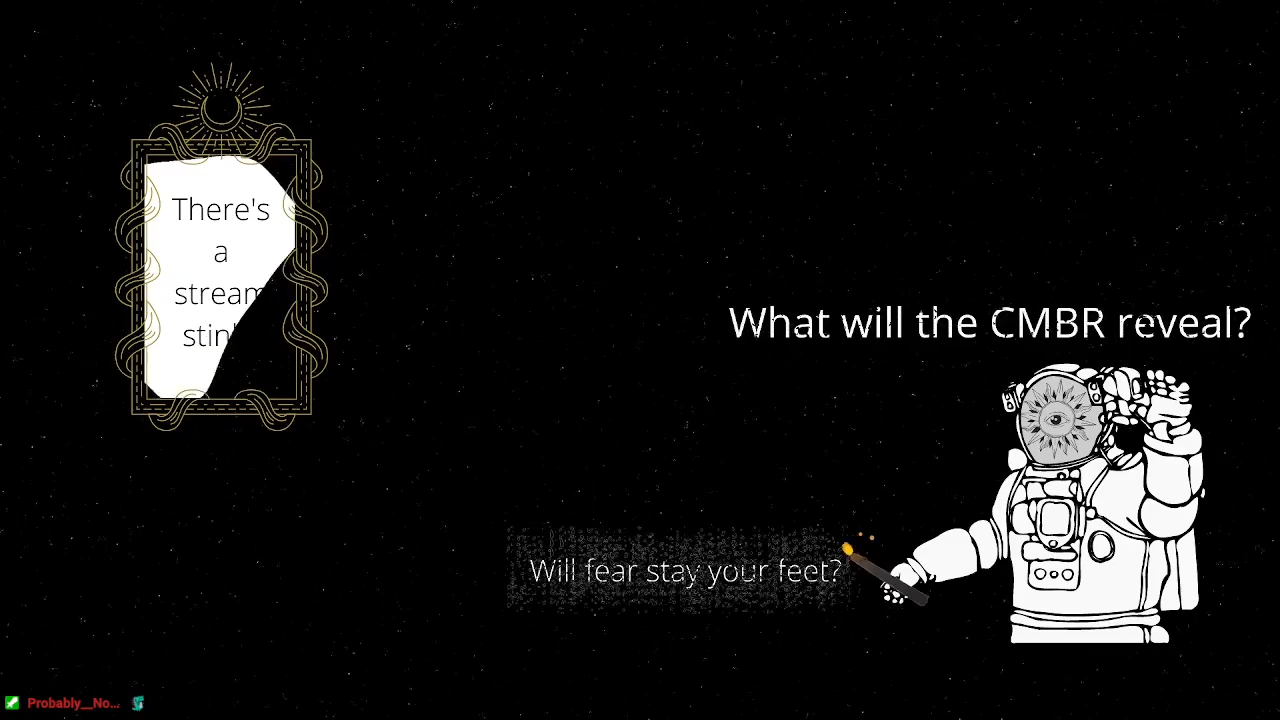 There's
a
stream
What will the CMBR reveal?
Will fear stay your feet?
Probably__No...